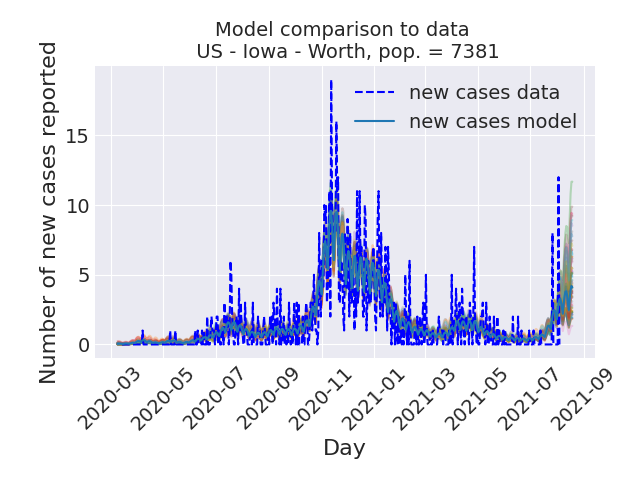 Model comparison to data
US - Iowa - Worth, pop. = 7381
Number of new cases reported
15
10
5
0
new cases data
new cases model
2020-03
2020-05
2020-07
2020-09
2020-11
2021-01
2021-03
2021-05
2021-07
2021-09
Day